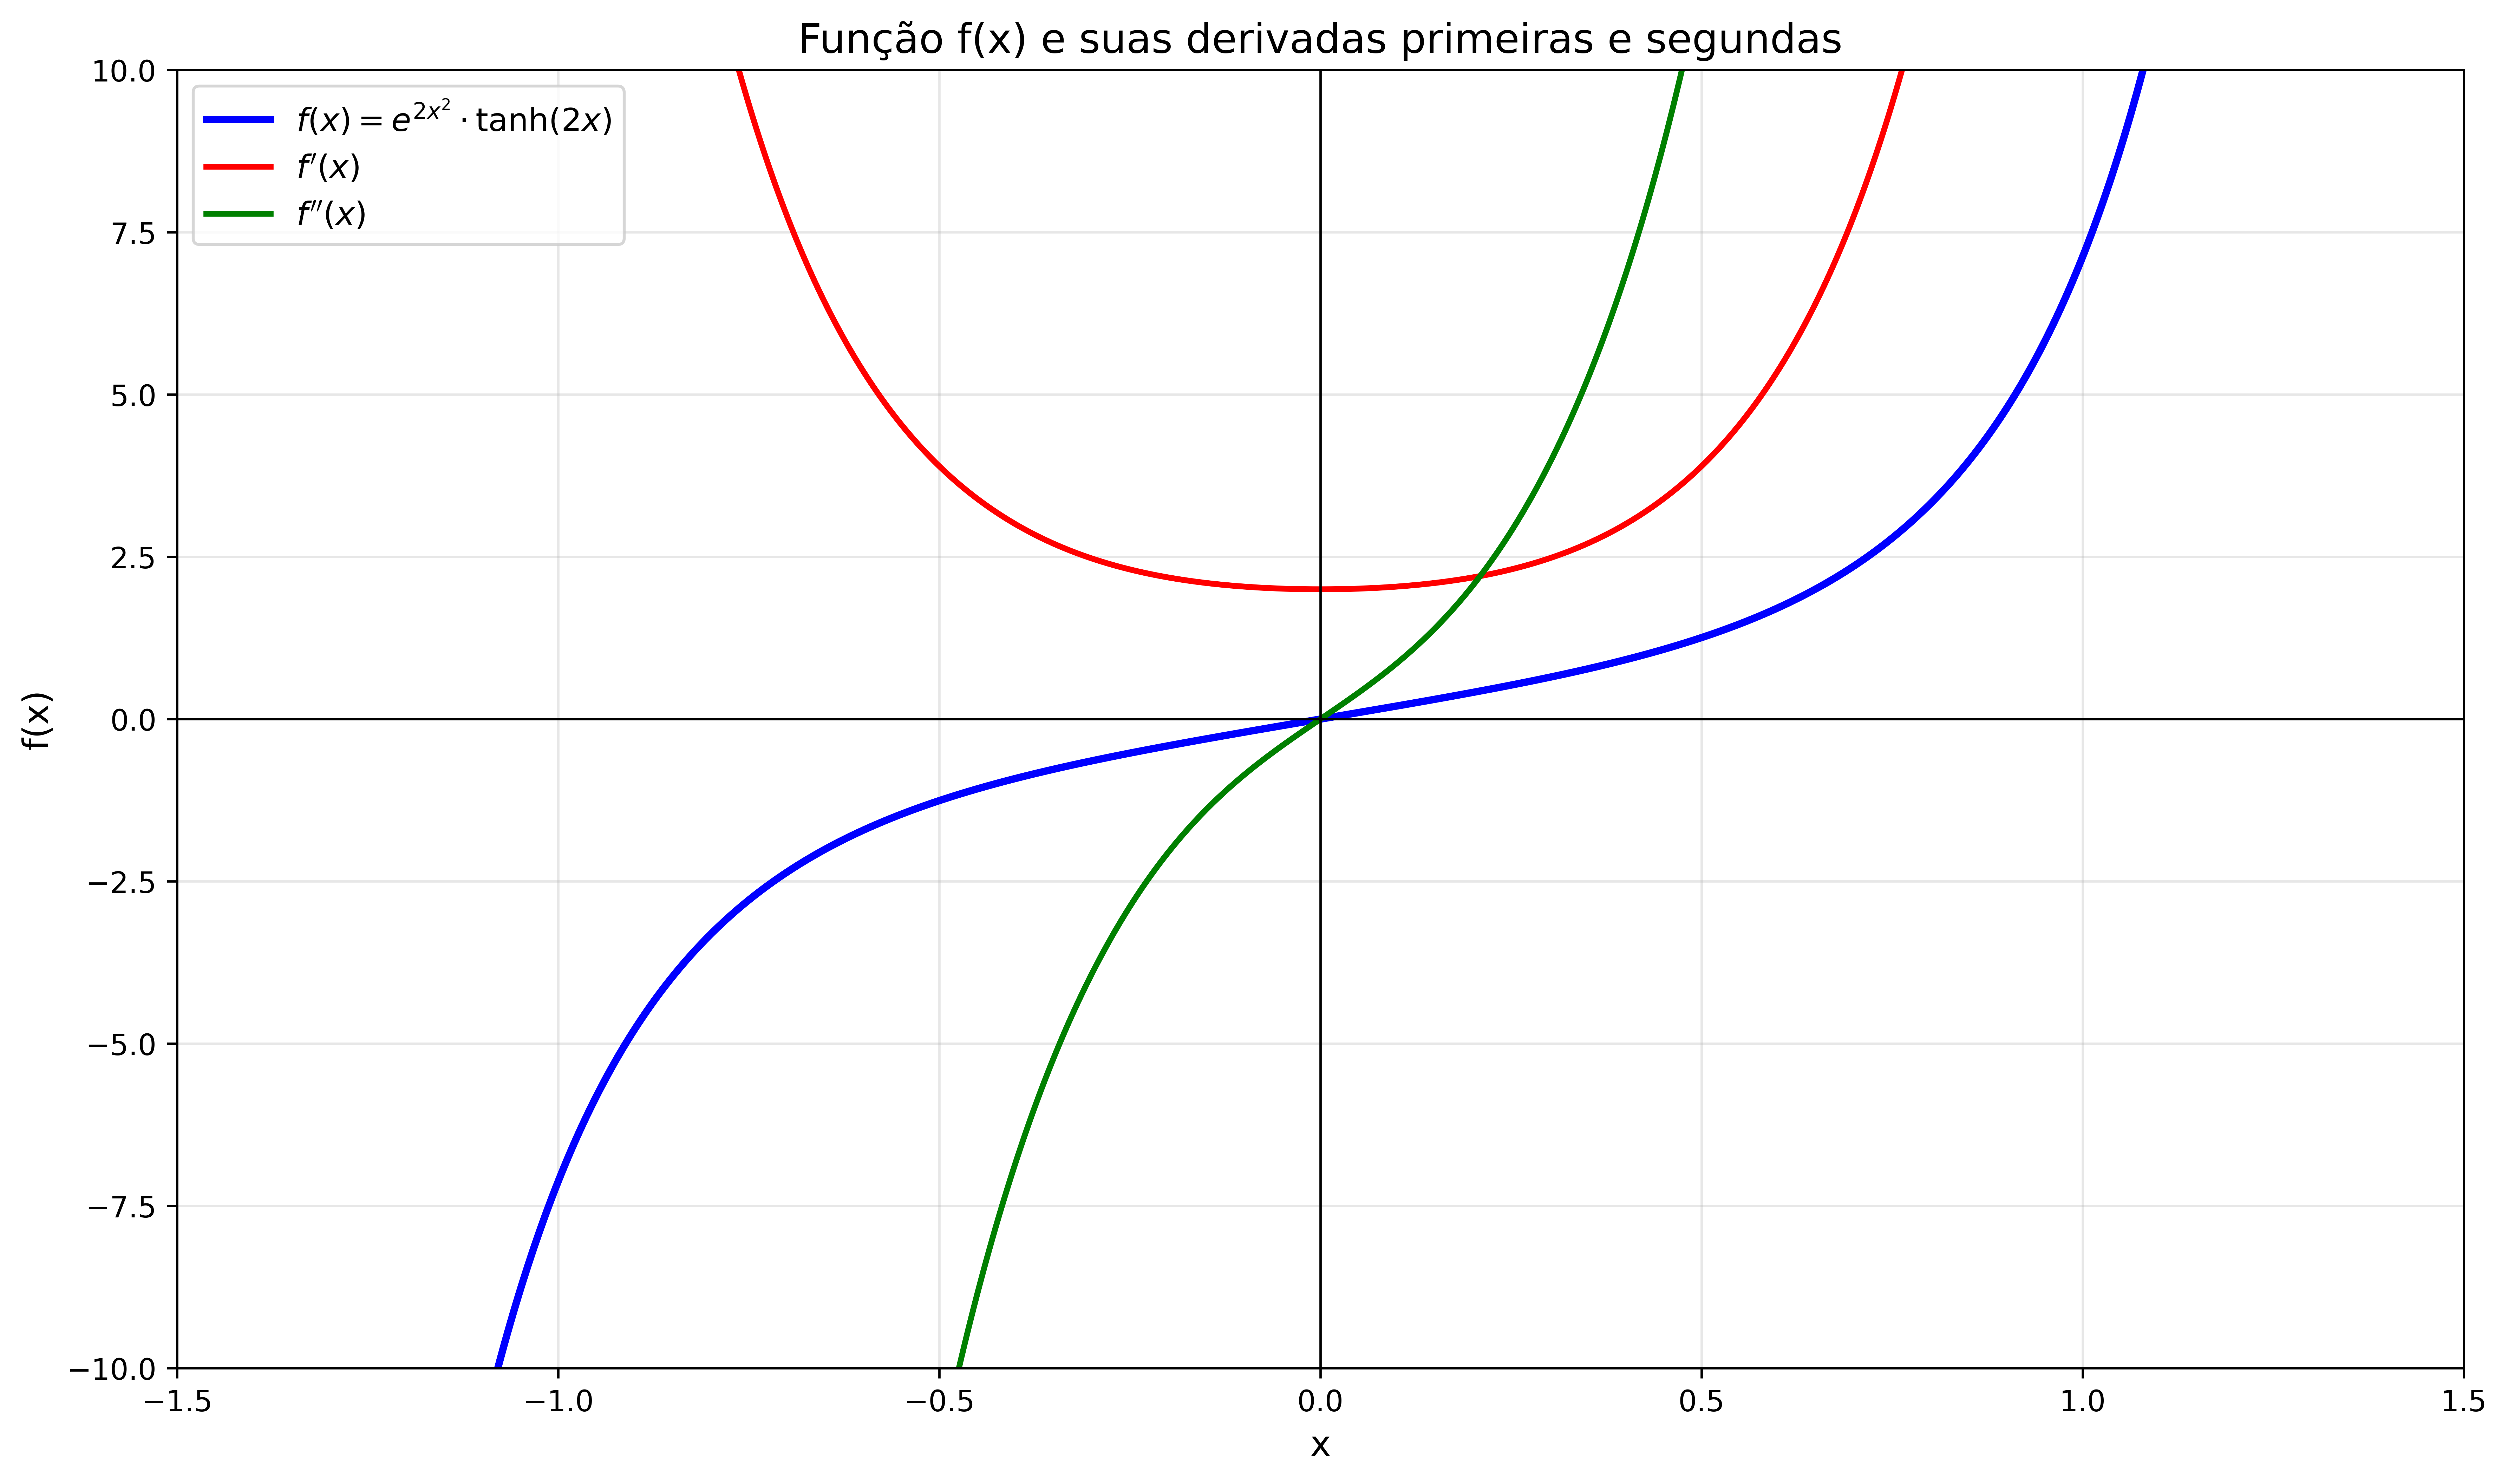 Função f(x) e suas derivadas primeiras e segundas
f(x) = e^{2x^2} · tanh(2x)
f′(x)
f′′(x)
f(x)
10.0
7.5
5.0
2.5
0.0
−2.5
−5.0
−7.5
−10.0
−1.5 −1.0 −0.5 0.0 0.5 1.0 1.5
x